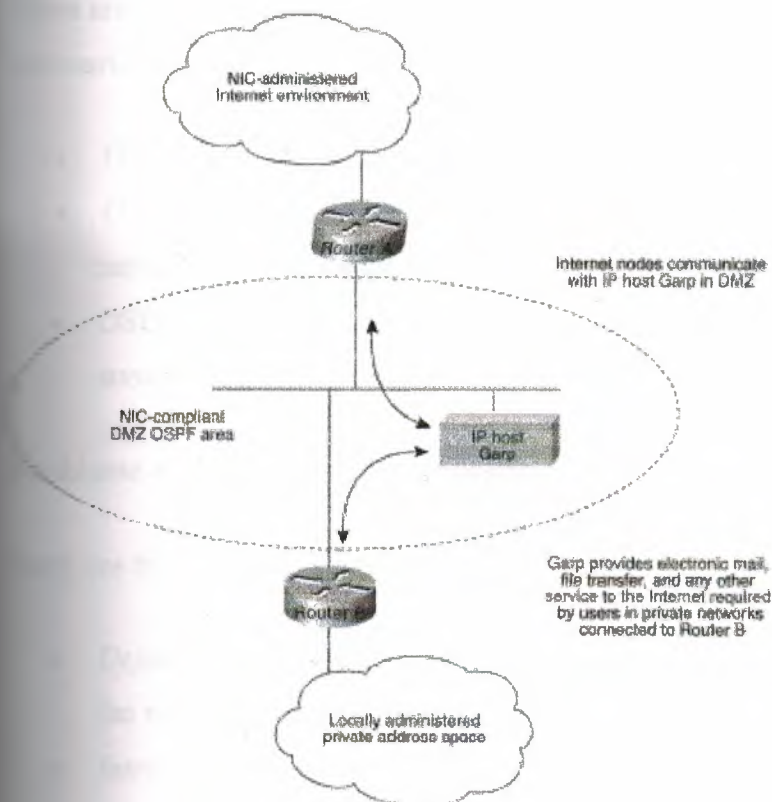 NIC-administered
Internet environment
Router A
Internet nodes communicate
with IP host Garp in DMZ
NIC-compliant
DMZ OSPF area
IP host
Garp
Garp provides electronic mail,
file transfer, and any other
service to the Internet required
by users in private networks
connected to Router B
Router B
Locally administered
private address space